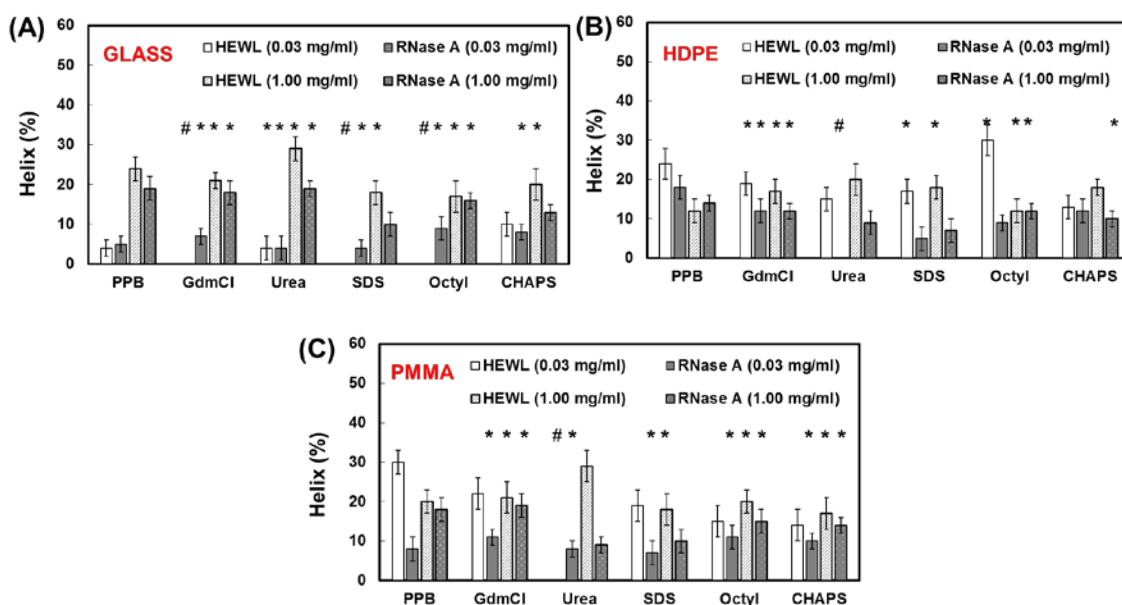 (A)
GLASS
HEWL (0.03 mg/ml) RNase A (0.03 mg/ml)
HEWL (1.00 mg/ml) RNase A (1.00 mg/ml)
# * * * * * * * # * * # * * * * *
Helix (%)
60
50
40
30
20
10
0
PPB GdmCl Urea SDS Octyl CHAPS
(B)
HDPE
HEWL (0.03 mg/ml) RNase A (0.03 mg/ml)
HEWL (1.00 mg/ml) RNase A (1.00 mg/ml)
* * * * # * * * * * *
Helix (%)
60
50
40
30
20
10
0
PPB GdmCl Urea SDS Octyl CHAPS
(C)
PMMA
HEWL (0.03 mg/ml) RNase A (0.03 mg/ml)
HEWL (1.00 mg/ml) RNase A (1.00 mg/ml)
* * * # * * * * * * * * *
Helix (%)
60
50
40
30
20
10
0
PPB GdmCl Urea SDS Octyl CHAPS